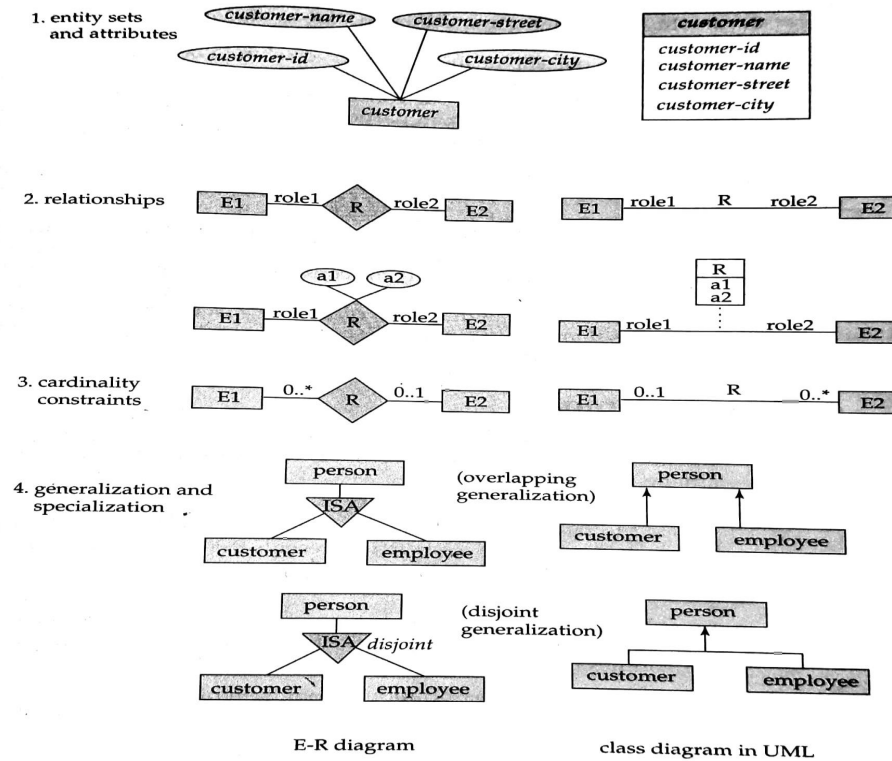 1. entity sets
and attributes
customer-name
customer-street
customer-id
customer-city
customer
customer
customer-id
customer-name
customer-street
customer-city
2. relationships
E1 role1 R role2 E2
E1 role1 R role2 E2
a1 a2
E1 role1 R role2 E2
R
a1
a2
E1 role1 role2 E2
3. cardinality
constraints
E1 0..* R 0..1 E2
E1 0..1 R 0..* E2
4. generalization and
specialization
person
ISA
customer employee
(overlapping
generalization)
person
customer employee
person
ISA disjoint
customer employee
(disjoint
generalization)
person
customer employee
E-R diagram
class diagram in UML